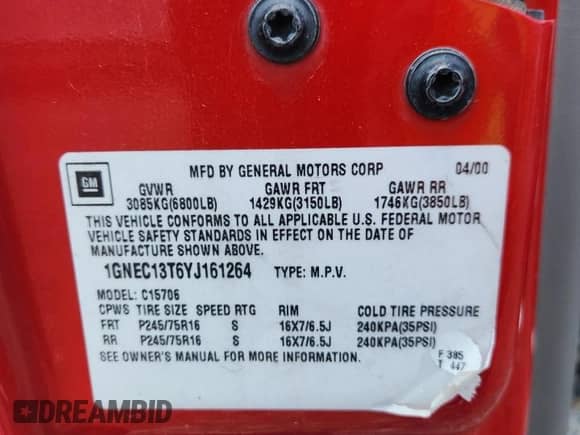 GM
MFD BY GENERAL MOTORS CORP 04/00
GVWR GAWR FRT GAWR RR
3085KG(6800LB) 1429KG(3150LB) 1746KG(3850LB)
THIS VEHICLE CONFORMS TO ALL APPLICABLE U.S. FEDERAL MOTOR
VEHICLE SAFETY STANDARDS IN EFFECT ON THE DATE OF
MANUFACTURE SHOWN ABOVE.
1GNEC13T6YJ161264 TYPE: M.P.V.
MODEL: C15706
CPWS TIRE SIZE SPEED RTG RIM COLD TIRE PRESSURE
FRT P245/75R16 S 16X7/6.5J 240KPA(35PSI)
RR P245/75R16 S 16X7/6.5J 240KPA(35PSI)
SEE OWNER'S MANUAL FOR MORE INFORMATION.
F 385
T 447
DREAMBID